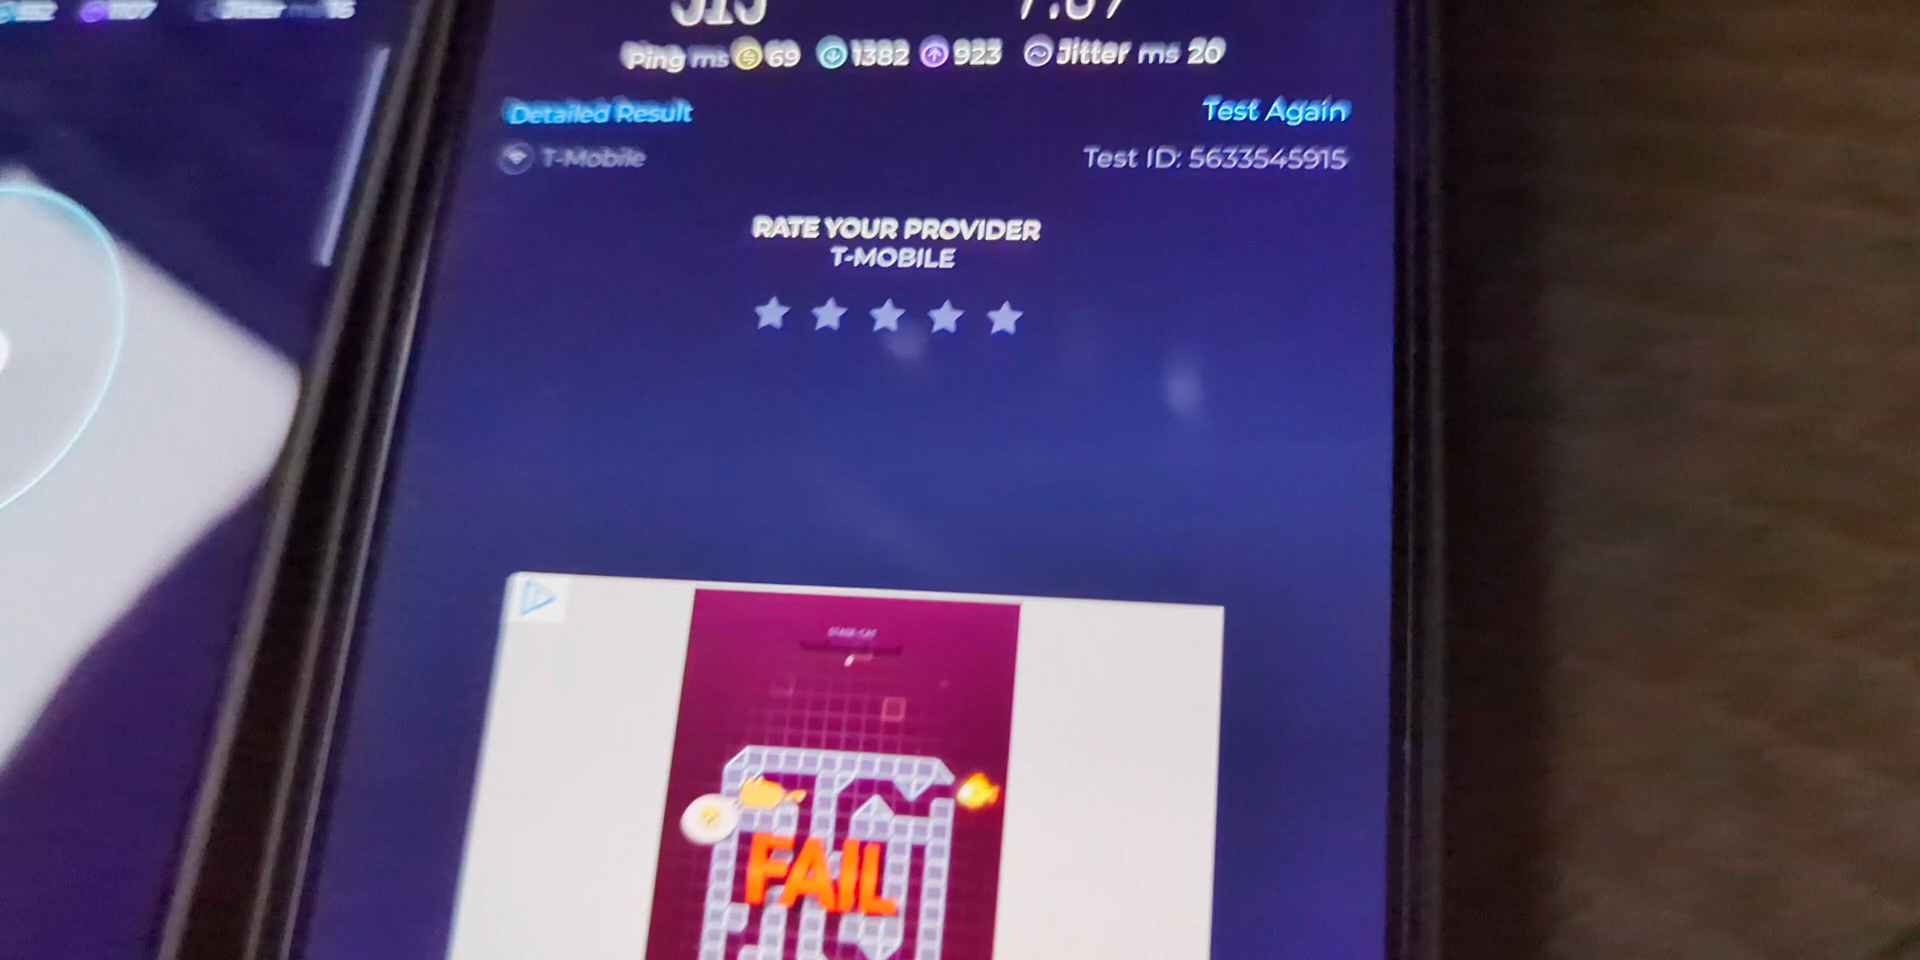 Ping ms 69 1382 923 Jitter ms 20
Detailed Result
Test Again
T-Mobile
Test ID: 5633545915
RATE YOUR PROVIDER
T-MOBILE
FAIL